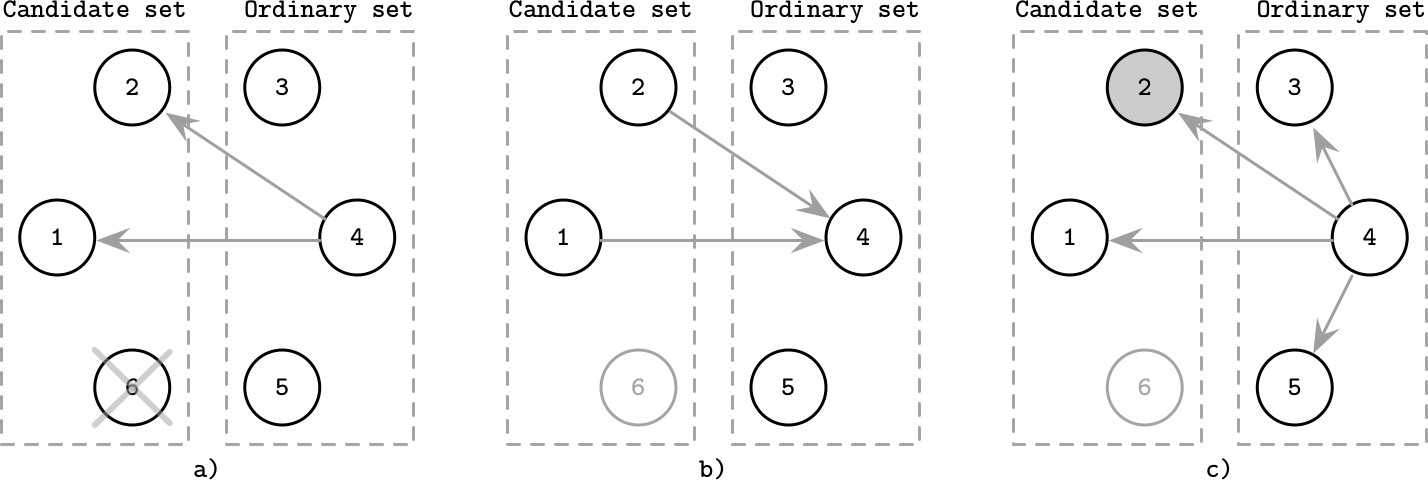 Candidate set Ordinary set Candidate set Ordinary set Candidate set Ordinary set
2 3 2 3 2 3
1 4 1 4 1 4
6 5 6 5 6 5
a) b) c)